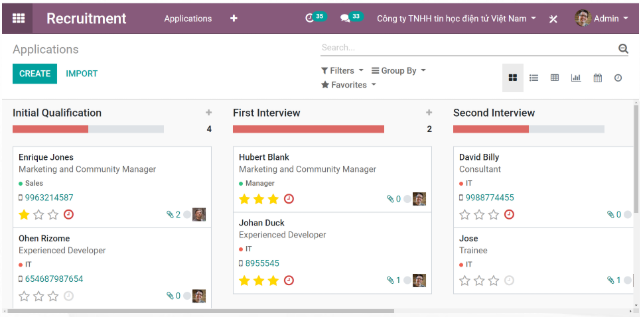 Recruitment Applications + 35 33 Công ty TNHH tin học điện tử Việt Nam Admin
Applications Search...
CREATE IMPORT Filters Group By
Favorites
Initial Qualification + First Interview + Second Interview
4 2
Enrique Jones
Marketing and Community Manager
Sales
9963214587
2
Ohen Rizome
Experienced Developer
IT
654687987654
0
Hubert Blank
Marketing and Community Manager
Manager
0
Johan Duck
Experienced Developer
IT
8955545
1
David Billy
Consultant
IT
9988774455
0
Jose
Trainee
IT
1